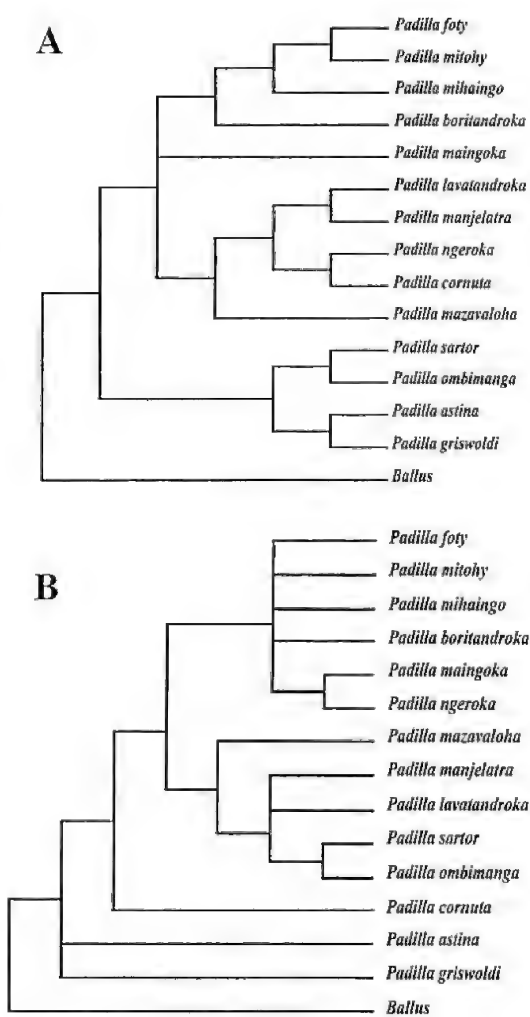 A
Padilla foty
Padilla mitohy
Padilla mihaingo
Padilla boritandroka
Padilla maingoka
Padilla lavatandroka
Padilla manjelatra
Padilla ngeroka
Padilla cornuta
Padilla mazavaloha
Padilla sartor
Padilla ombimanga
Padilla astina
Padilla griswoldi
Ballus
B
Padilla foty
Padilla mitohy
Padilla mihaingo
Padilla boritandroka
Padilla maingoka
Padilla ngeroka
Padilla mazavaloha
Padilla manjelatra
Padilla lavatandroka
Padilla sartor
Padilla ombimanga
Padilla cornuta
Padilla astina
Padilla griswoldi
Ballus